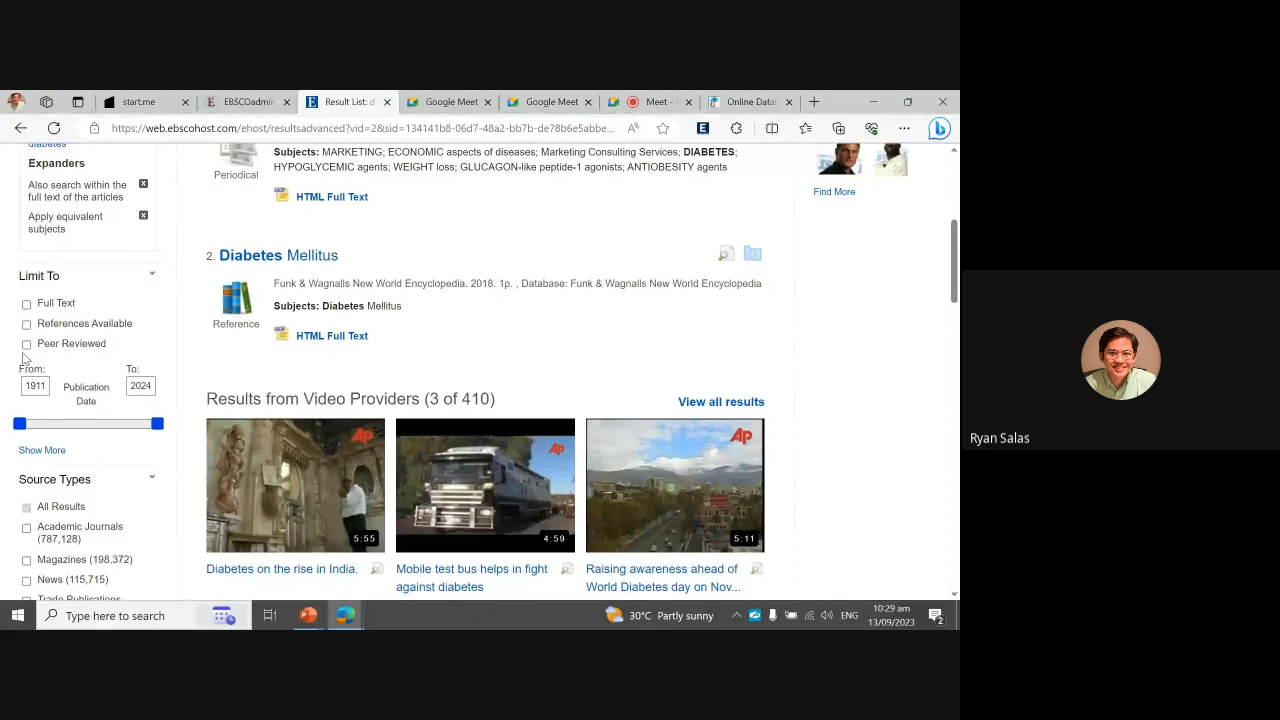 start.me
EBSCOadmin
Result List: d
Google Meet
Google Meet
Meet -
Online Datab
https://web.ebscohost.com/ehost/resultsadvanced?vid=2&sid=134141b8-06d7-48a2-bb7b-de78b6e5abbe...
diabetes
Expanders
Also search within the
full text of the articles
Apply equivalent
subjects
Limit To
Full Text
References Available
Peer Reviewed
From:
To:
1911
Publication
Date
2024
Show More
Source Types
All Results
Academic Journals
(787,128)
Magazines (198,372)
News (115,715)
Trade Publications
Periodical
Subjects: MARKETING; ECONOMIC aspects of diseases; Marketing Consulting Services; DIABETES;
HYPOGLYCEMIC agents; WEIGHT loss; GLUCAGON-like peptide-1 agonists; ANTIOBESITY agents
HTML Full Text
2. Diabetes Mellitus
Reference
Funk & Wagnalls New World Encyclopedia. 2018. 1p. , Database: Funk & Wagnalls New World Encyclopedia
Subjects: Diabetes Mellitus
HTML Full Text
Results from Video Providers (3 of 410)
View all results
AP
5:55
AP
4:59
AP
5:11
Diabetes on the rise in India.
Mobile test bus helps in fight
against diabetes
Raising awareness ahead of
World Diabetes day on Nov...
Find More
Type here to search
30°C Partly sunny
ENG
10:29 am
13/09/2023
2
Ryan Salas